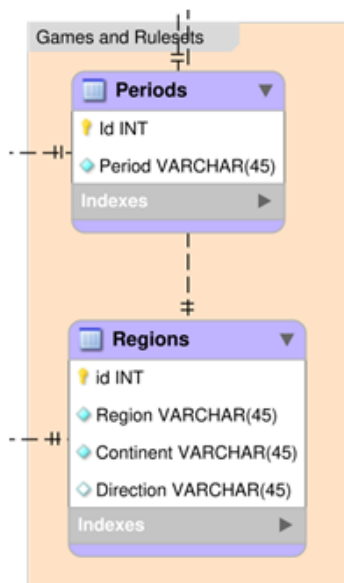 Games and Rulesets
Periods
Id INT
Period VARCHAR(45)
Indexes
Regions
id INT
Region VARCHAR(45)
Continent VARCHAR(45)
Direction VARCHAR(45)
Indexes